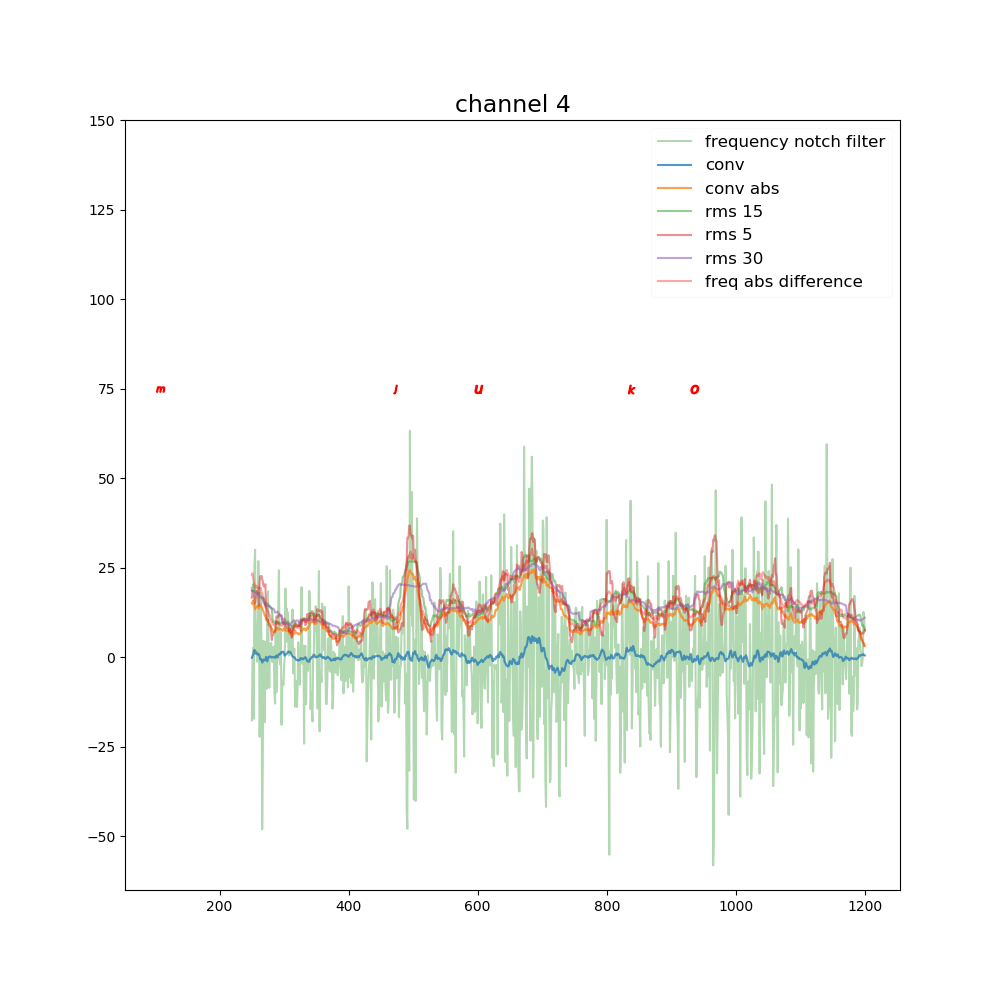 channel 4
150
125
100
75
50
25
0
−25
−50
frequency notch filter
conv
conv abs
rms 15
rms 5
rms 30
freq abs difference
m J u k o
200 400 600 800 1000 1200